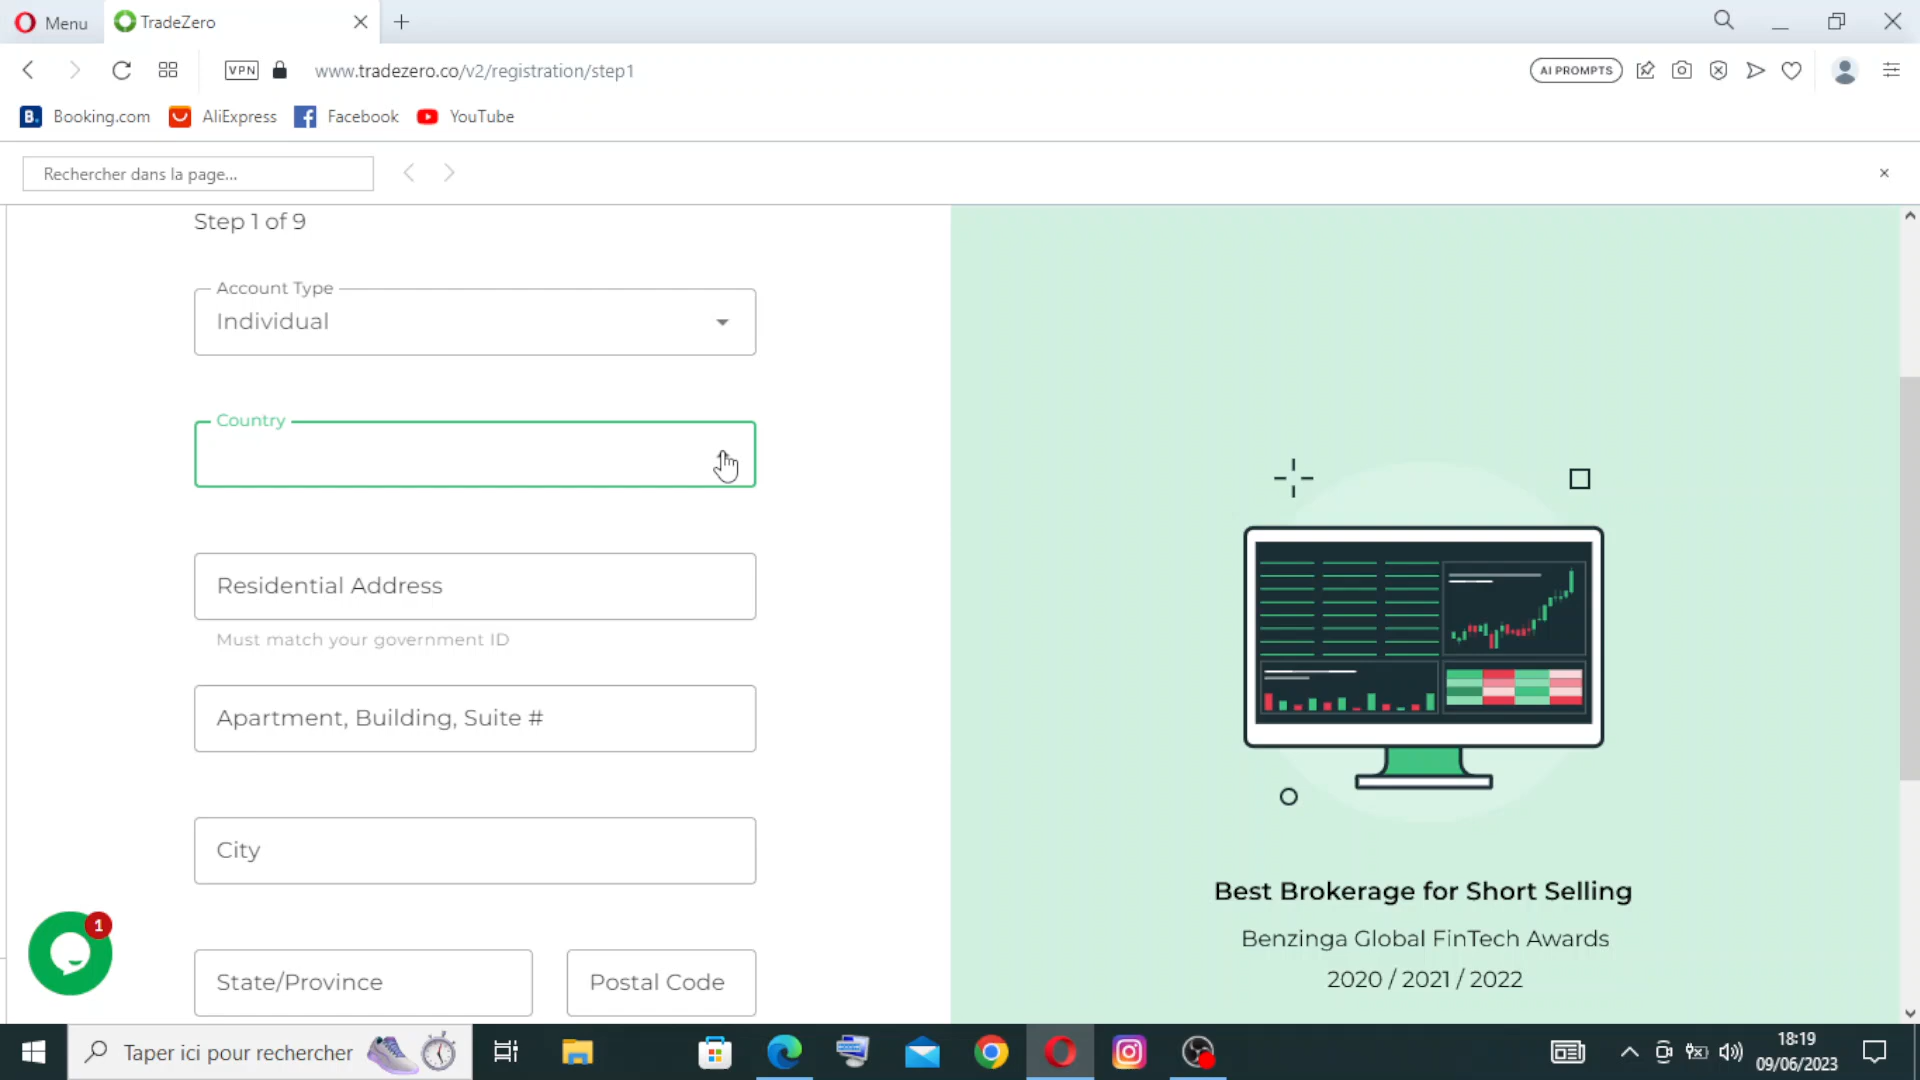 Menu
TradeZero
VPN
www.tradezero.co/v2/registration/step1
AI PROMPTS
B. Booking.com
AliExpress
Facebook
YouTube
Rechercher dans la page...
Step 1 of 9
Account Type
Individual
Country
Residential Address
Must match your government ID
Apartment, Building, Suite #
City
State/Province
Postal Code
1
Best Brokerage for Short Selling
Benzinga Global FinTech Awards
2020 / 2021 / 2022
Taper ici pour rechercher
18:19
09/06/2023